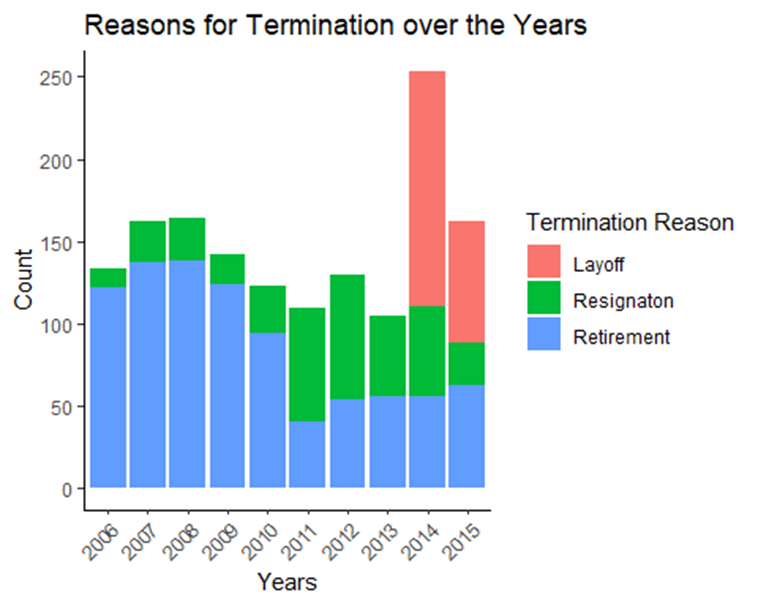 Reasons for Termination over the Years
250
200
150
100
50
0
Count
2006 2007 2008 2009 2010 2011 2012 2013 2014 2015
Years
Termination Reason
Layoff
Resignaton
Retirement